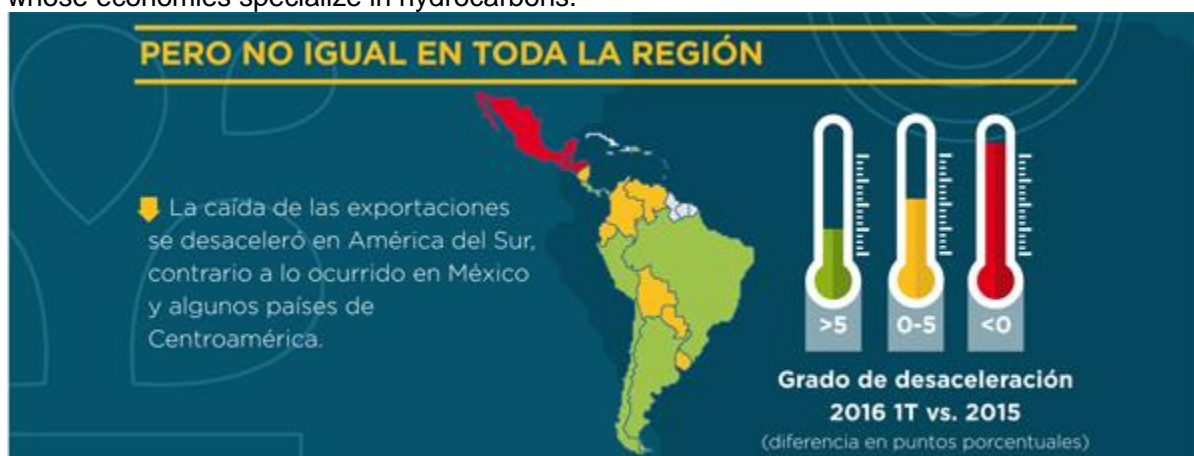 whose economies specialize in hydrocarbons.
PERO NO IGUAL EN TODA LA REGIÓN
La caída de las exportaciones
se desaceleró en América del Sur,
contrario a lo ocurrido en México
y algunos países de
Centroamérica.
>5 0-5 <0
Grado de desaceleración
2016 1T vs. 2015
(diferencia en puntos porcentuales)